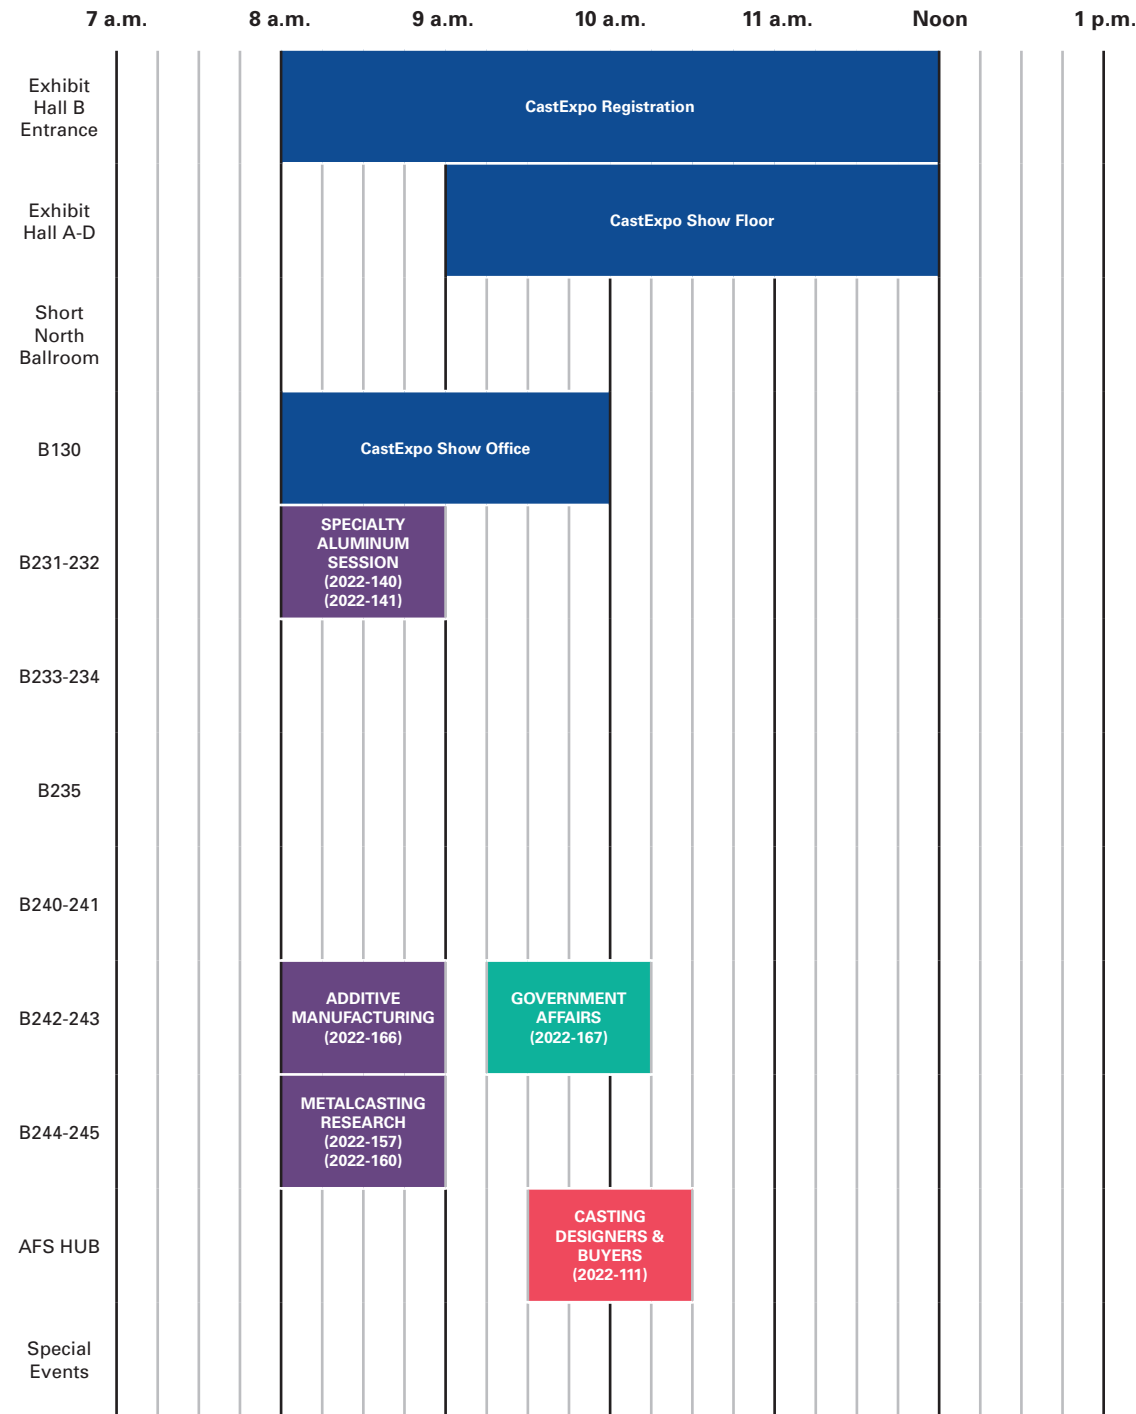 7 a.m. 8 a.m. 9 a.m. 10 a.m. 11 a.m. Noon 1 p.m.
Exhibit
Hall B
Entrance
CastExpo Registration
Exhibit
Hall A-D
CastExpo Show Floor
Short
North
Ballroom
B130
CastExpo Show Office
B231-232
SPECIALTY
ALUMINUM
SESSION
(2022-140)
(2022-141)
B233-234
B235
B240-241
B242-243
ADDITIVE
MANUFACTURING
(2022-166)
GOVERNMENT
AFFAIRS
(2022-167)
B244-245
METALCASTING
RESEARCH
(2022-157)
(2022-160)
AFS HUB
CASTING
DESIGNERS &
BUYERS
(2022-111)
Special
Events